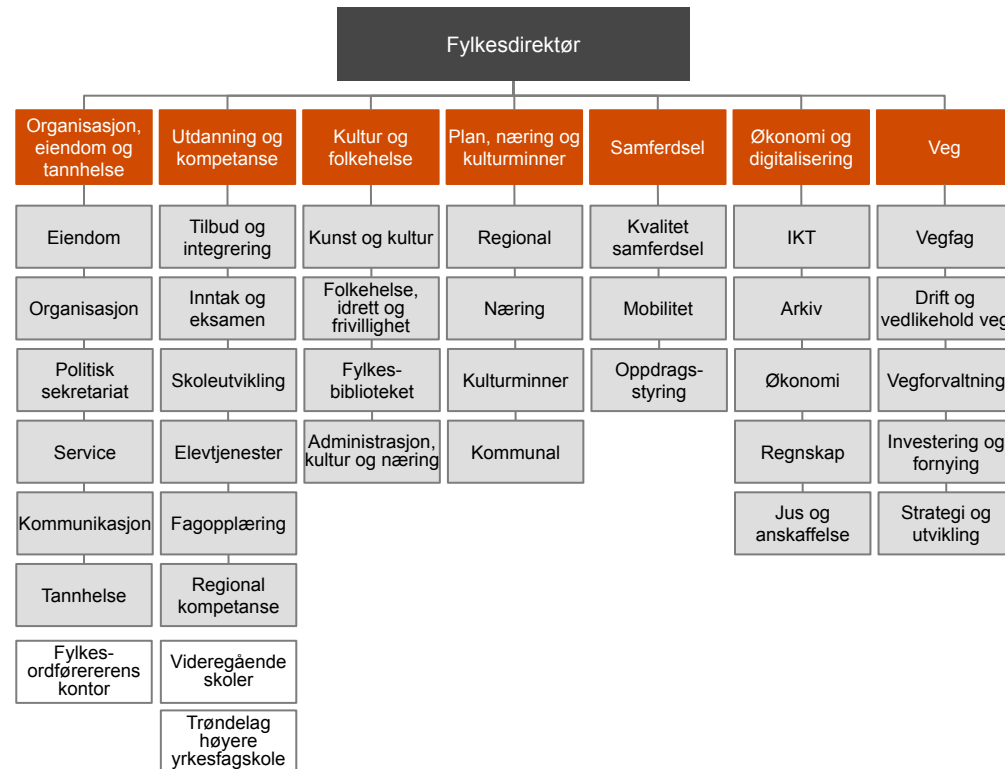 Fylkesdirektør
Organisasjon,
eiendom og
tannhelse
Utdanning og
kompetanse
Kultur og
folkehelse
Plan, næring og
kulturminner
Samferdsel
Økonomi og
digitalisering
Veg
Eiendom
Organisasjon
Politisk
sekretariat
Service
Kommunikasjon
Tannhelse
Fylkes-
ordførererens
kontor
Tilbud og
integrering
Inntak og
eksamen
Skoleutvikling
Elevtjenester
Fagopplæring
Regional
kompetanse
Videregående
skoler
Trøndelag
høyere
yrkesfagskole
Kunst og kultur
Folkehelse,
idrett og
frivillighet
Fylkes-
biblioteket
Administrasjon,
kultur og næring
Regional
Næring
Kulturminner
Kommunal
Kvalitet
samferdsel
Mobilitet
Oppdrags-
styring
IKT
Arkiv
Økonomi
Regnskap
Jus og
anskaffelse
Vegfag
Drift og
vedlikehold veg
Vegforvaltning
Investering og
fornying
Strategi og
utvikling